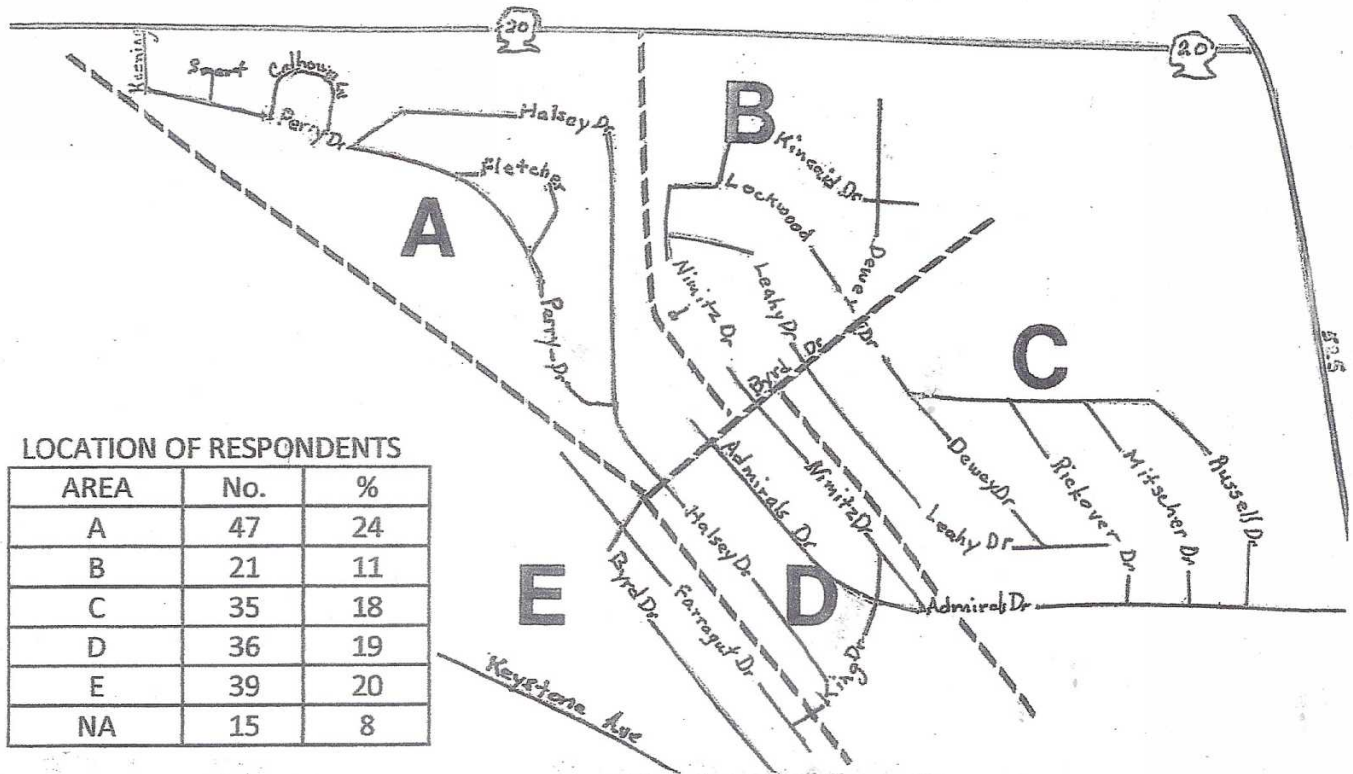 20
20
Keening
Smart
Calhoun
Perry Dr
Halsey Dr
Fletcher
A
Perry Dr
B
Kincaid Dr
Lockwood
Dewey Dr
Nimitz Dr
Leahy Dr
Byrd Dr
C
Dewey Dr
Rickover Dr
Mitscher Dr
Russell Dr
Leahy Dr
Admirals Dr
Nimitz Dr
Admirals Dr
Halsey Dr
D
King Dr
E
Byrd Dr
Farragut Dr
Keystone Ave
LOCATION OF RESPONDENTS
AREA No. %
A 47 24
B 21 11
C 35 18
D 36 19
E 39 20
NA 15 8